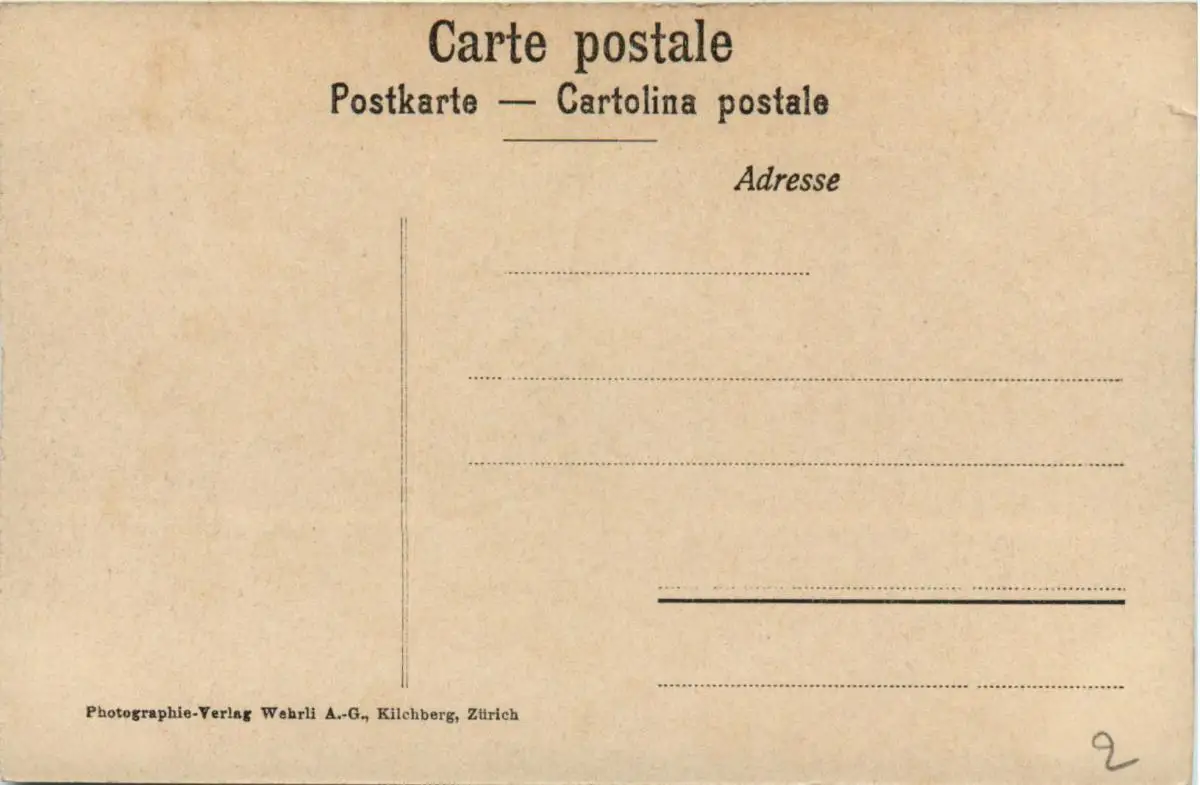 Carte postale
Postkarte — Cartolina postale
Adresse
Photographie-Verlag Wehrli A.-G., Kilchberg, Zürich
2